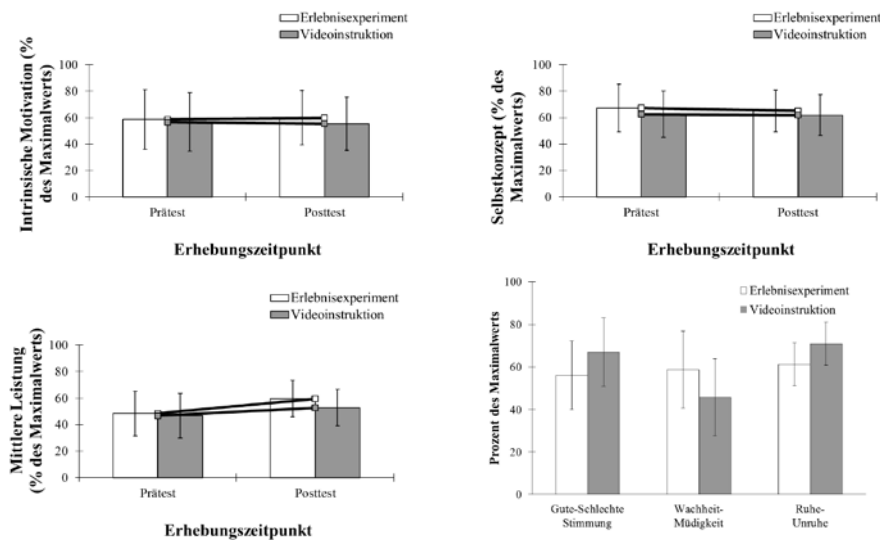 Erlebnisexperiment
Videoinstruktion
Intrinsische Motivation (%
des Maximalwerts)
100
80
60
40
20
0
Prätest
Posttest
Erhebungszeitpunkt
Erlebnisexperiment
Videoinstruktion
Selbstkonzept (% des
Maximalwerts)
100
80
60
40
20
0
Prätest
Posttest
Erhebungszeitpunkt
Erlebnisexperiment
Videoinstruktion
Mittlere Leistung
(% des Maximalwerts)
100
80
60
40
20
0
Prätest
Posttest
Erhebungszeitpunkt
Erlebnisexperiment
Videoinstruktion
Prozent des Maximalwerts
100
80
60
40
20
0
Gute-Schlechte
Stimmung
Wachheit-
Müdigkeit
Ruhe-
Unruhe